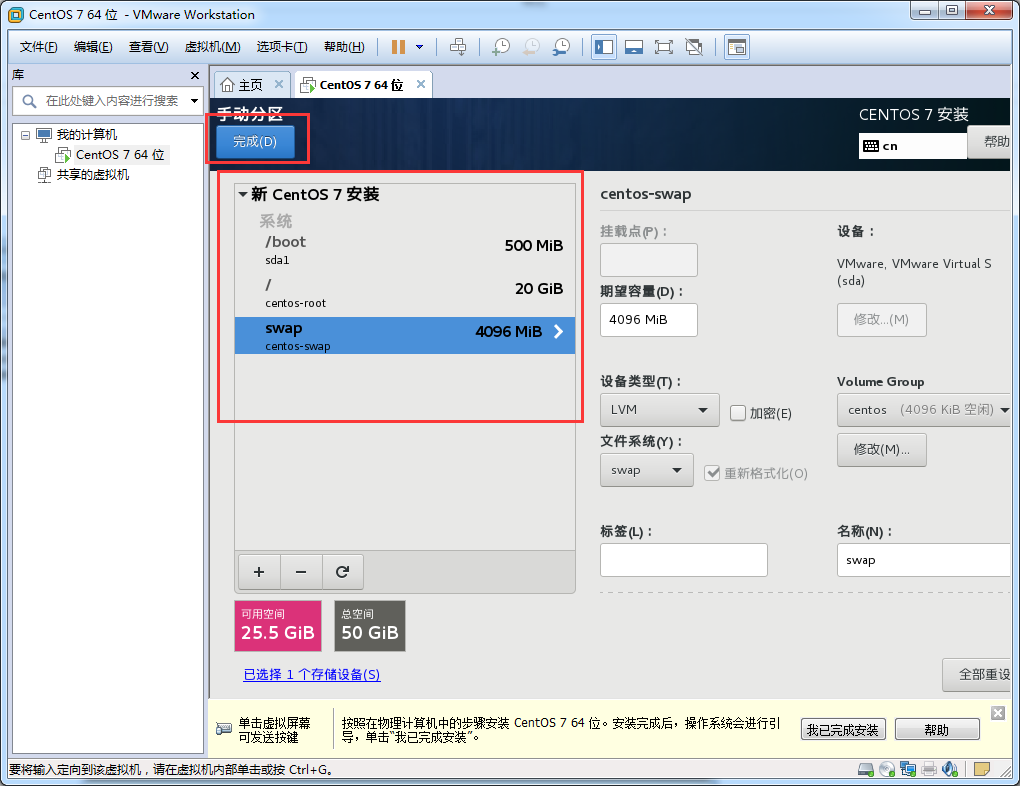 CentOS 7 64 位 - VMware Workstation
文件(F) 编辑(E) 查看(V) 虚拟机(M) 选项卡(T) 帮助(H)
库
在此处键入内容进行搜索
我的计算机
CentOS 7 64 位
共享的虚拟机
主页
CentOS 7 64 位
手动分区
完成(D)
CENTOS 7 安装
cn
帮助
新 CentOS 7 安装
系统
/boot
500 MiB
sda1
/
20 GiB
centos-root
swap
4096 MiB
centos-swap
+ −
可用空间
25.5 GiB
总空间
50 GiB
已选择 1 个存储设备(S)
centos-swap
挂载点(P)：
期望容量(D)：
4096 MiB
设备：
VMware, VMware Virtual S
(sda)
修改...(M)
设备类型(T)：
LVM
加密(E)
文件系统(Y)：
swap
重新格式化(O)
Volume Group
centos (4096 KiB 空闲)
修改(M)...
标签(L)：
名称(N)：
swap
全部重设
单击虚拟屏幕
可发送按键
按照在物理计算机中的步骤安装 CentOS 7 64 位。安装完成后，操作系统会进行引
导，单击“我已完成安装”。
我已完成安装
帮助
要将输入定向到该虚拟机，请在虚拟机内部单击或按 Ctrl+G。